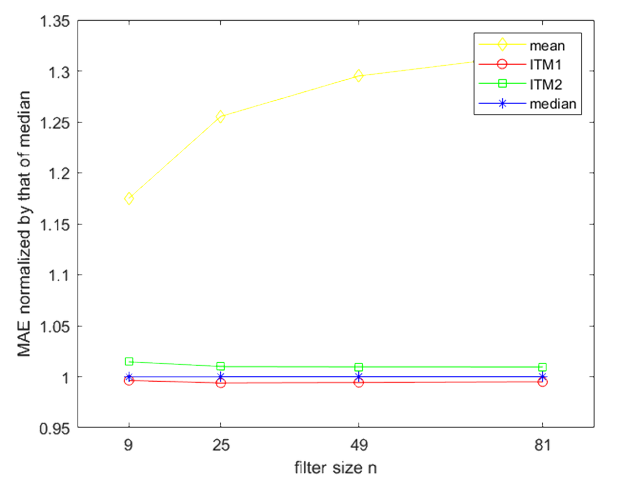 1.35
1.3
1.25
1.2
1.15
1.1
1.05
1
0.95
MAE normalized by that of median
mean
ITM1
ITM2
median
9 25 49 81
filter size n